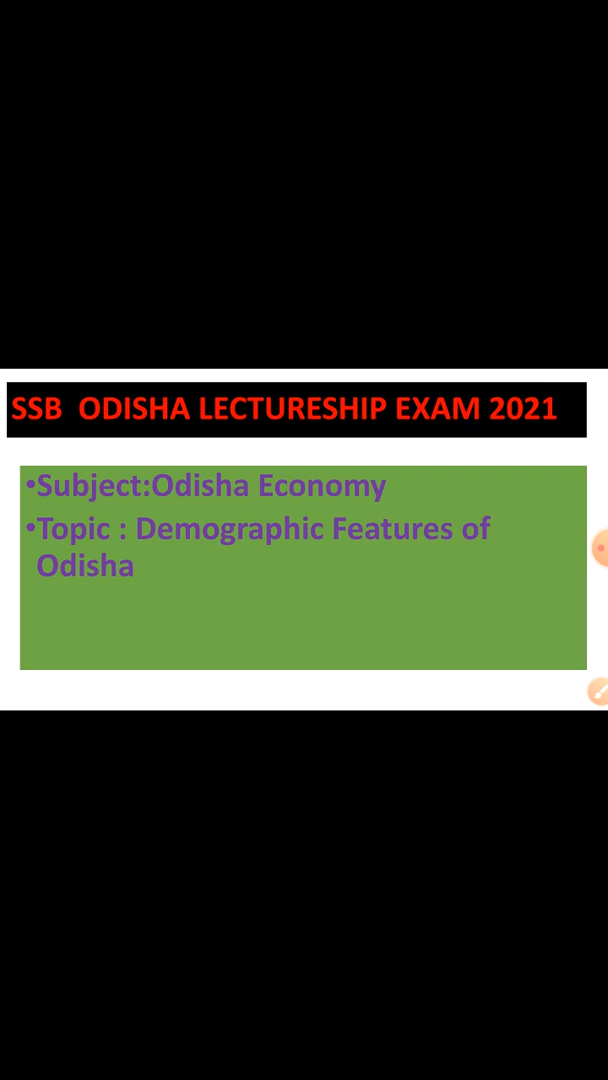 SSB  ODISHA LECTURESHIP EXAM 2021
•Subject:Odisha Economy
•Topic : Demographic Features of
Odisha